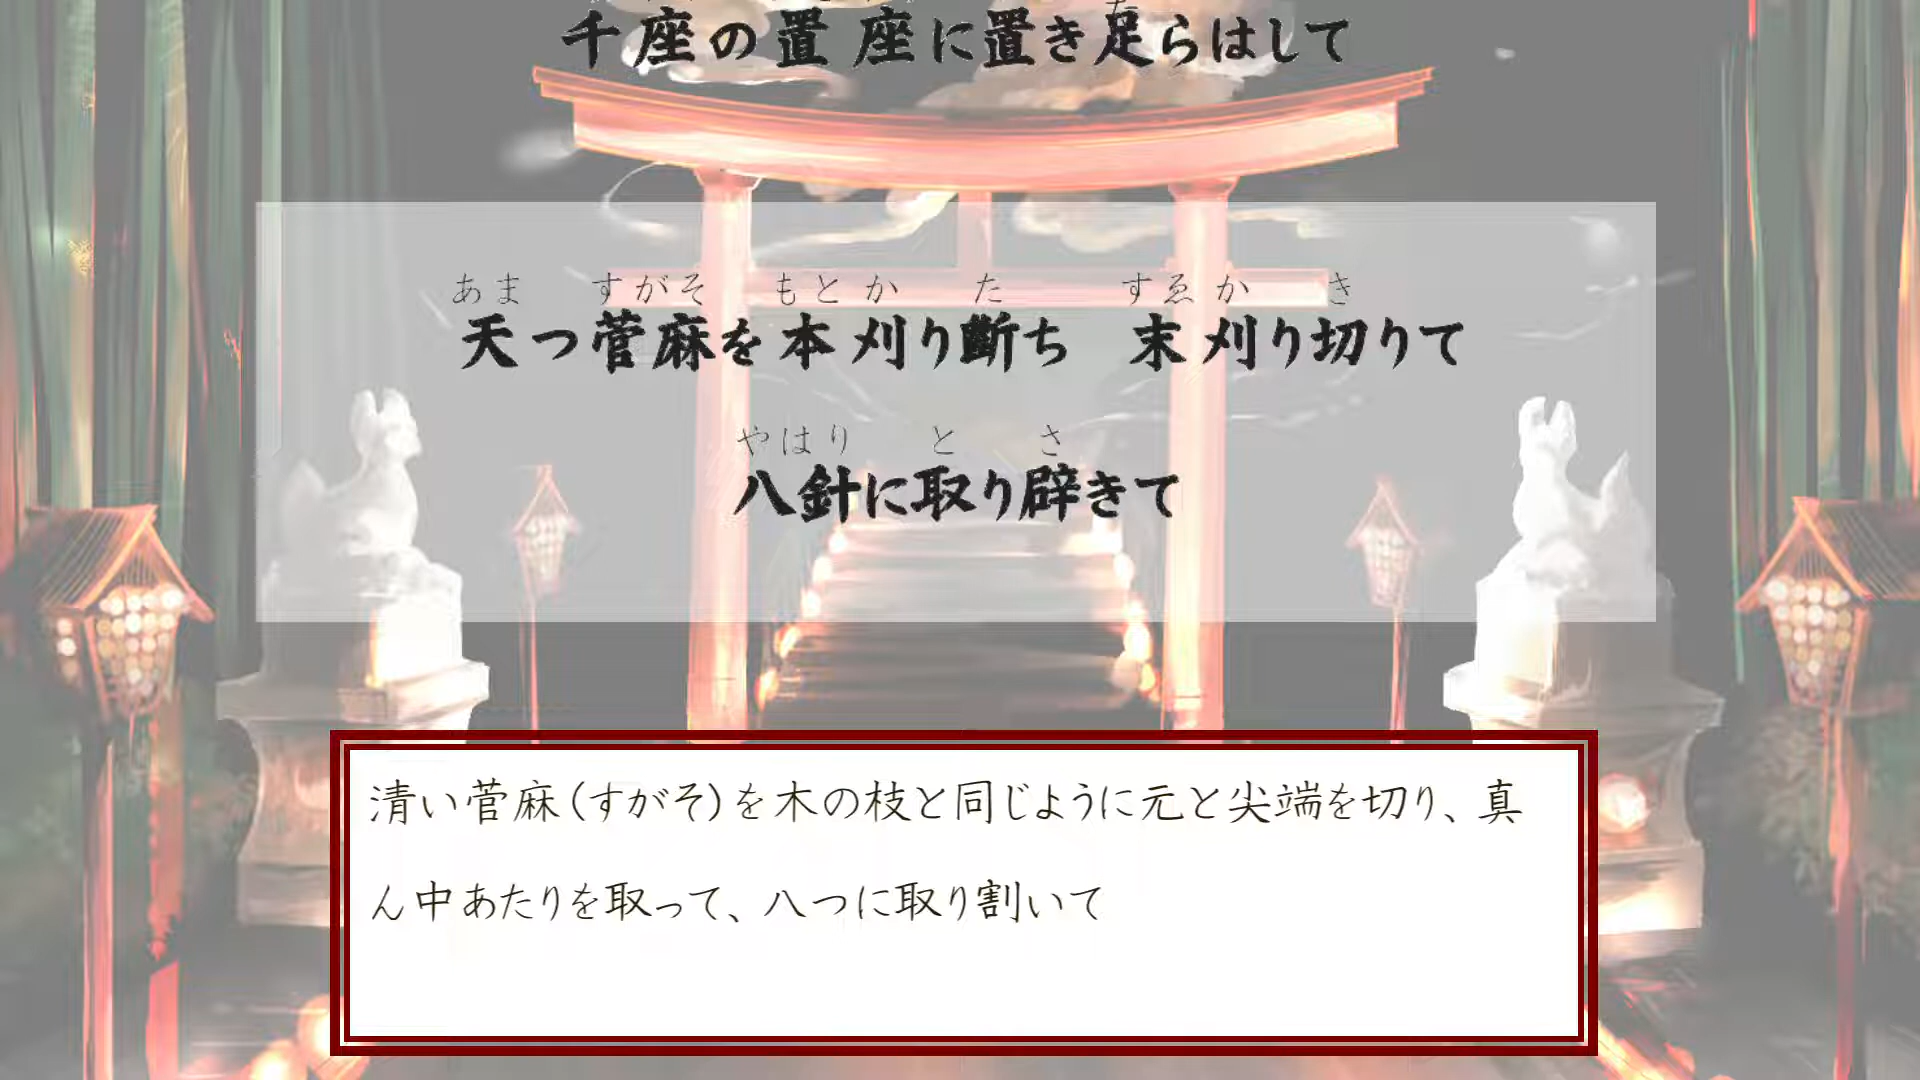 千座の置座に置き足らはして
あま すがそ もとか た すゑか き
天つ菅麻を本刈り斷ち 末刈り切りて
やはり と さ
八針に取り辟きて
清い菅麻(すがそ)を木の枝と同じように元と尖端を切り、真
ん中あたりを取って、八つに取り割いて